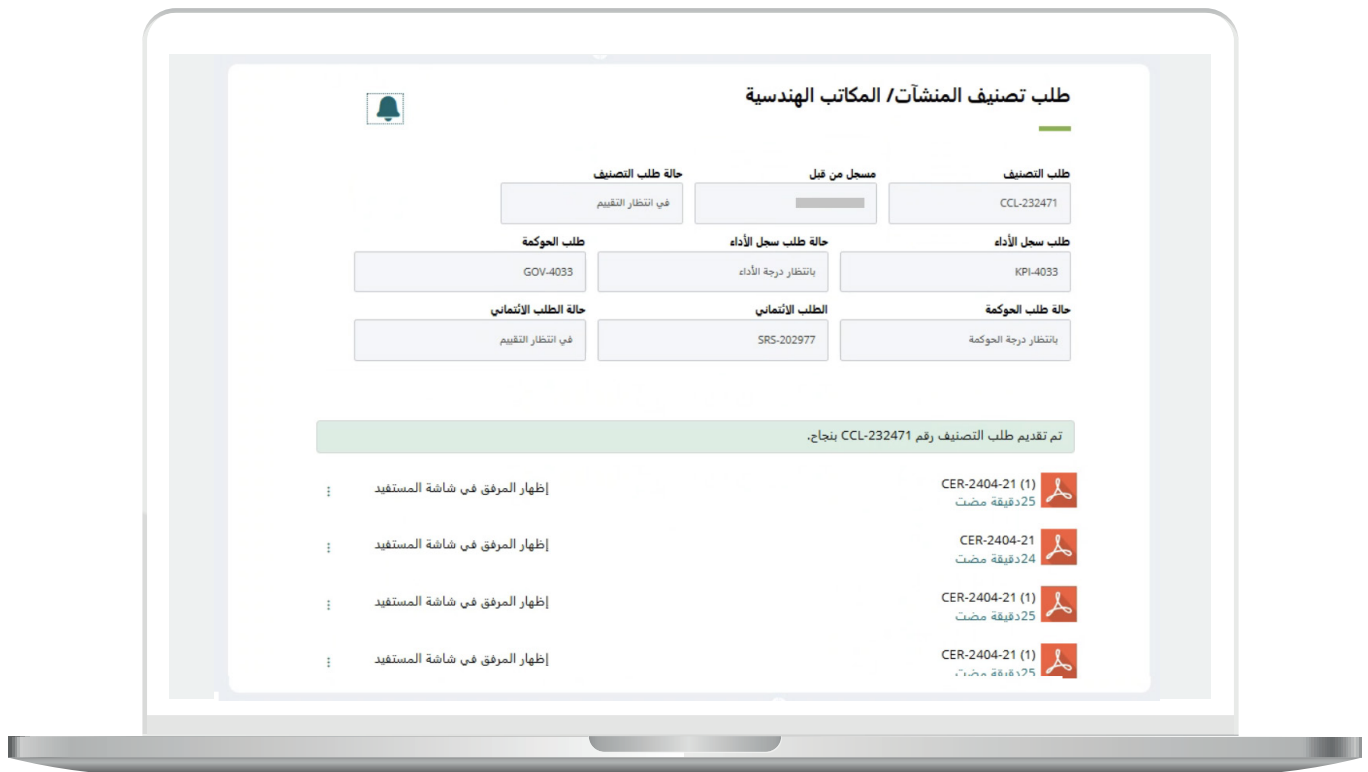 طلب تصنيف المنشآت/ المكاتب الهندسية
طلب التصنيف
مسجل من قبل
حالة طلب التصنيف
CCL-232471
في انتظار التقييم
طلب سجل الأداء
حالة طلب سجل الأداء
طلب الحوكمة
KPI-4033
بانتظار درجة الأداء
GOV-4033
حالة طلب الحوكمة
الطلب الائتماني
حالة الطلب الائتماني
بانتظار درجة الحوكمة
SRS-202977
في انتظار التقييم
تم تقديم طلب التصنيف رقم CCL-232471 بنجاح.
CER-2404-21 (1)
25دقيقة مضت
إظهار المرفق في شاشة المستفيد
CER-2404-21
24دقيقة مضت
إظهار المرفق في شاشة المستفيد
CER-2404-21 (1)
25دقيقة مضت
إظهار المرفق في شاشة المستفيد
CER-2404-21 (1)
25دقيقة مضت
إظهار المرفق في شاشة المستفيد